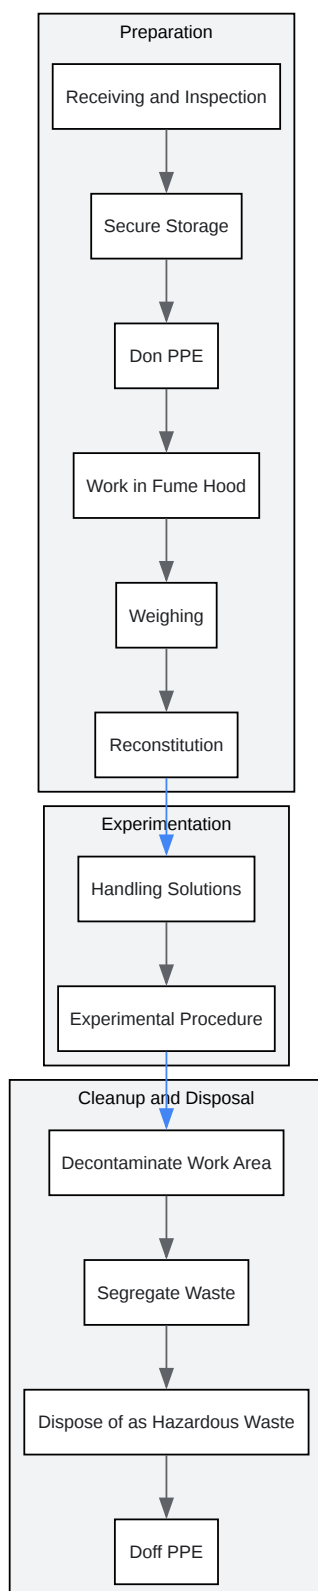 Preparation
Receiving and Inspection
Secure Storage
Don PPE
Work in Fume Hood
Weighing
Reconstitution
Experimentation
Handling Solutions
Experimental Procedure
Cleanup and Disposal
Decontaminate Work Area
Segregate Waste
Dispose of as Hazardous Waste
Doff PPE